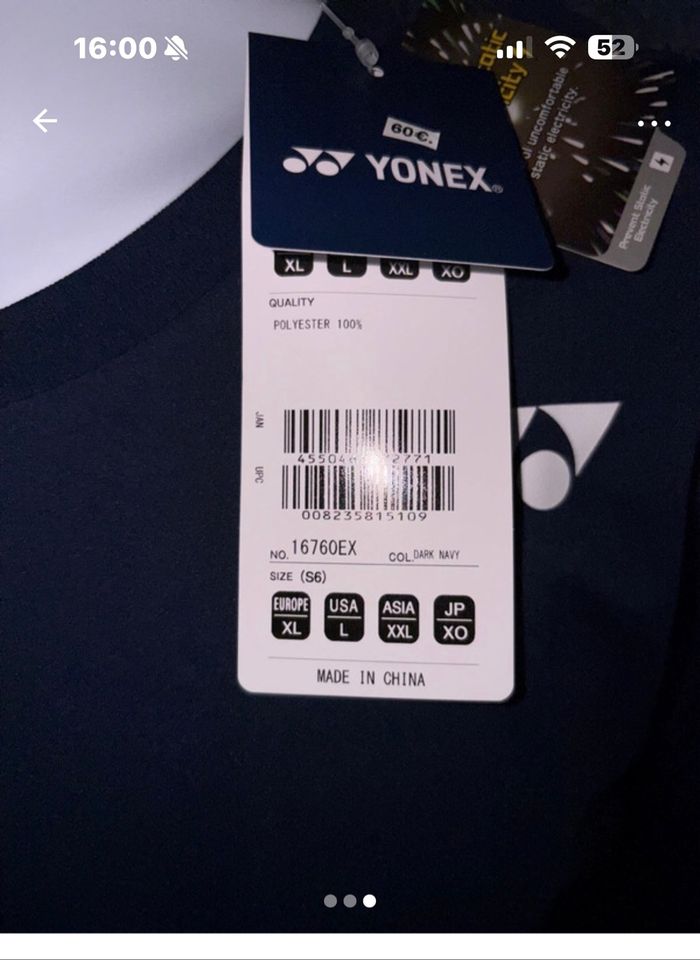 16:00
52
60€.
YONEX®
static electricity.
uncomfortable
Prevent Static
Electricity
XL L XXL XO
QUALITY
POLYESTER 100%
JAN
UPC
008235815109
NO. 16760EX COL. DARK NAVY
SIZE (S6)
EUROPE USA ASIA JP
XL L XXL XO
MADE IN CHINA